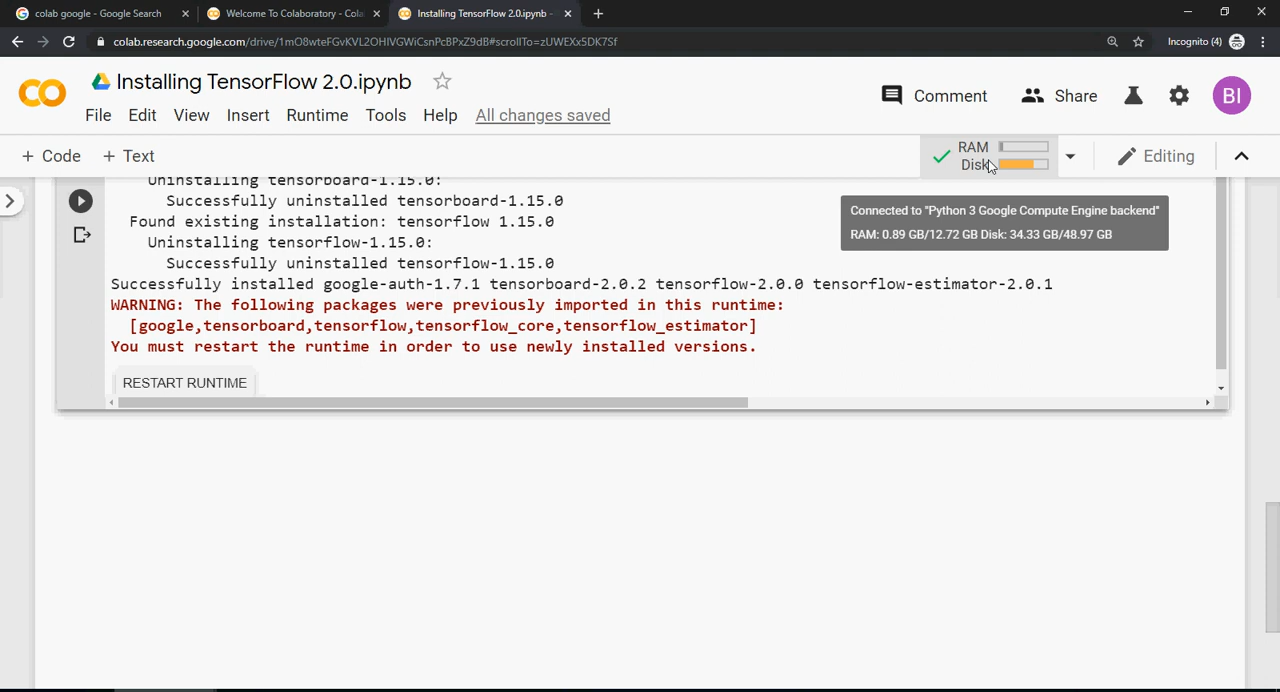 colab google - Google Search
Welcome To Colaboratory - Cola
Installing TensorFlow 2.0.ipynb -
colab.research.google.com/drive/1mO8wteFGvKVL2OHIVGWiCsnPcBPxZ9dB#scrollTo=zUWEXx5DK7Sf
Incognito (4)
CO
Installing TensorFlow 2.0.ipynb
Comment
Share
BI
File Edit View Insert Runtime Tools Help All changes saved
+ Code + Text
RAM
Disk
Editing
Uninstalling tensorboard-1.15.0:
Successfully uninstalled tensorboard-1.15.0
Found existing installation: tensorflow 1.15.0
Uninstalling tensorflow-1.15.0:
Successfully uninstalled tensorflow-1.15.0
Successfully installed google-auth-1.7.1 tensorboard-2.0.2 tensorflow-2.0.0 tensorflow-estimator-2.0.1
WARNING: The following packages were previously imported in this runtime:
[google,tensorboard,tensorflow,tensorflow_core,tensorflow_estimator]
You must restart the runtime in order to use newly installed versions.
RESTART RUNTIME
Connected to "Python 3 Google Compute Engine backend"
RAM: 0.89 GB/12.72 GB Disk: 34.33 GB/48.97 GB